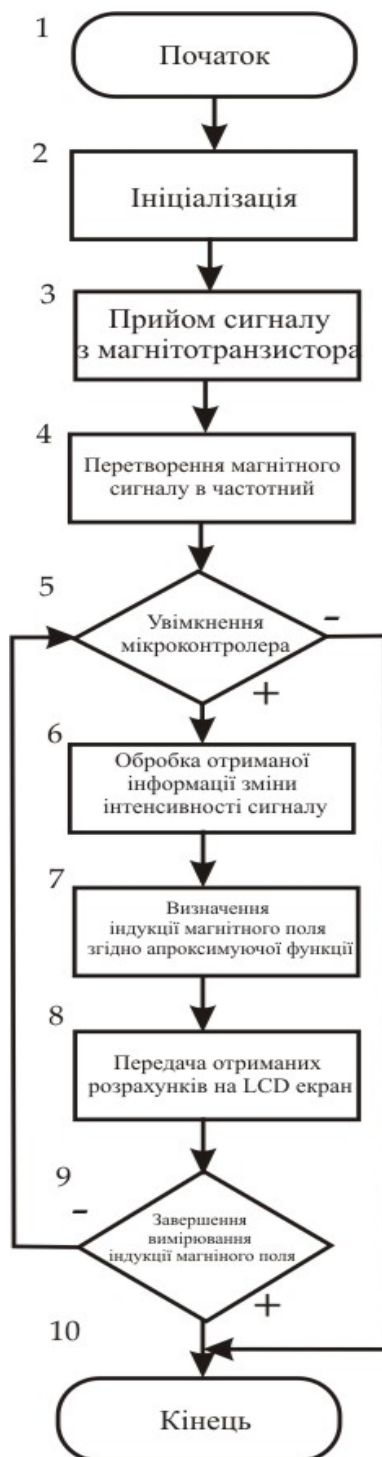 1
Початок
2
Ініціалізація
3
Прийом сигналу
з магнітотранзистора
4
Перетворення магнітного
сигналу в частотний
5
Увімкнення
мікроконтролера
-
+
6
Обробка отриманої
інформації зміни
інтенсивності сигналу
7
Визначення
індукції магнітного поля
згідно апроксимуючої функції
8
Передача отриманих
розрахунків на LCD екран
9
-
Завершення
вимірювання
індукції магніного поля
+
10
Кінець